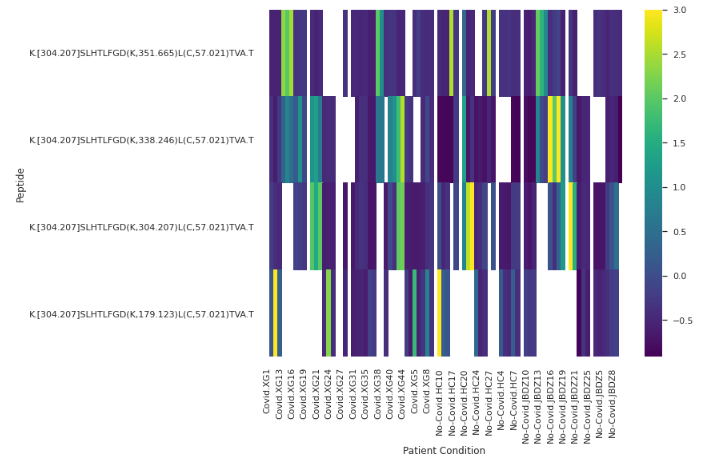 K.[304.207]SLHTLFGD(K,351.665)L(C,57.021)TVA.T
K.[304.207]SLHTLFGD(K,338.246)L(C,57.021)TVA.T
K.[304.207]SLHTLFGD(K,304.207)L(C,57.021)TVA.T
K.[304.207]SLHTLFGD(K,179.123)L(C,57.021)TVA.T
Peptide
3.0
2.5
2.0
1.5
1.0
0.5
0.0
−0.5
Covid.XG1
Covid.XG13
Covid.XG16
Covid.XG19
Covid.XG21
Covid.XG24
Covid.XG27
Covid.XG31
Covid.XG35
Covid.XG38
Covid.XG40
Covid.XG44
Covid.XG5
Covid.XG8
No-Covid.HC10
No-Covid.HC17
No-Covid.HC20
No-Covid.HC24
No-Covid.HC27
No-Covid.HC4
No-Covid.HC7
No-Covid.JBDZ10
No-Covid.JBDZ13
No-Covid.JBDZ16
No-Covid.JBDZ19
No-Covid.JBDZ21
No-Covid.JBDZ25
No-Covid.JBDZ5
No-Covid.JBDZ8
Patient Condition